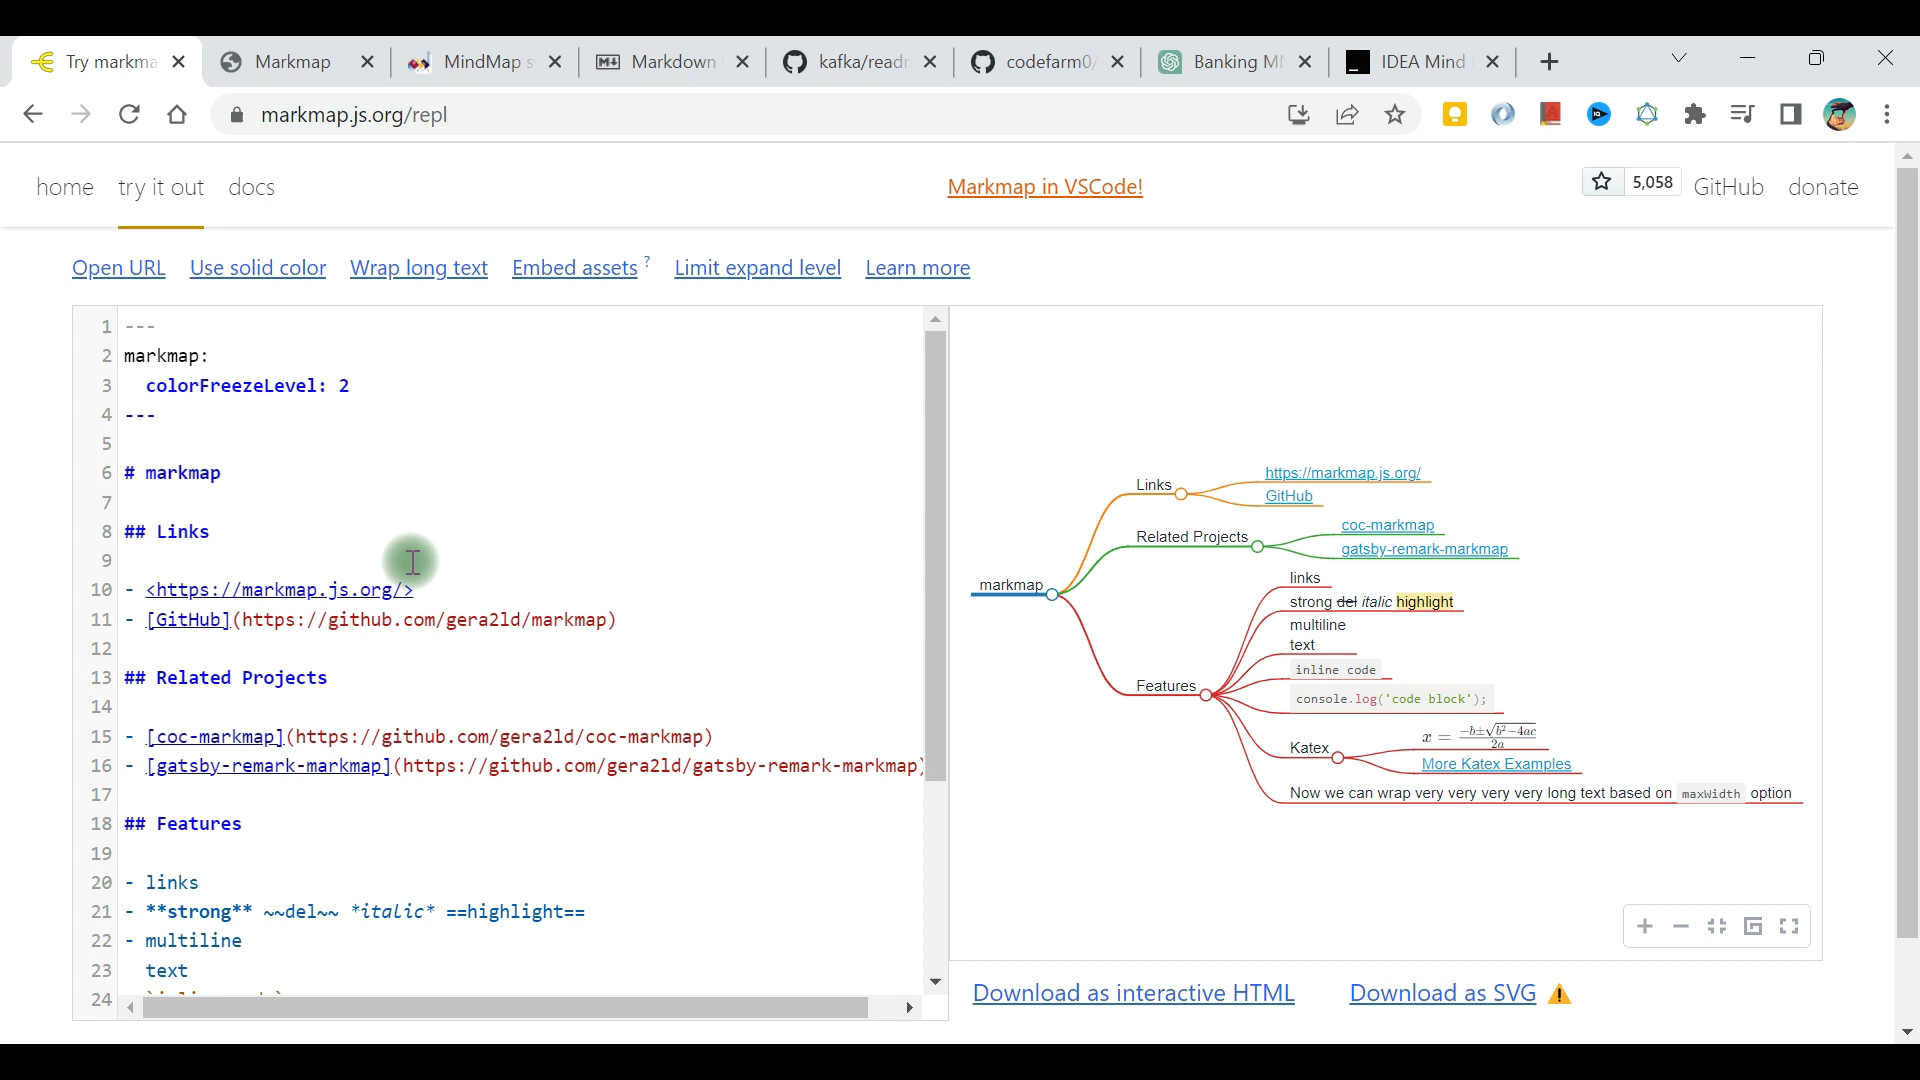 Try markma
Markmap
MindMap s
Markdown
kafka/readr
codefarm0/
Banking MI
IDEA Mind
markmap.js.org/repl
home try it out docs
Markmap in VSCode!
5,058 GitHub donate
Open URL Use solid color Wrap long text Embed assets ? Limit expand level Learn more
1 ---
2 markmap:
3 colorFreezeLevel: 2
4 ---
5
6 # markmap
7
8 ## Links
9
10 - <https://markmap.js.org/>
11 - [GitHub](https://github.com/gera2ld/markmap)
12
13 ## Related Projects
14
15 - [coc-markmap](https://github.com/gera2ld/coc-markmap)
16 - [gatsby-remark-markmap](https://github.com/gera2ld/gatsby-remark-markmap)
17
18 ## Features
19
20 - links
21 - **strong** ~~del~~ *italic* ==highlight==
22 - multiline
23 text
24
markmap
Links
https://markmap.js.org/
GitHub
Related Projects
coc-markmap
gatsby-remark-markmap
Features
links
strong del italic highlight
multiline
text
inline code
console.log('code block');
Katex
x = −b±√b²−4ac / 2a
More Katex Examples
Now we can wrap very very very very long text based on maxWidth option
Download as interactive HTML
Download as SVG